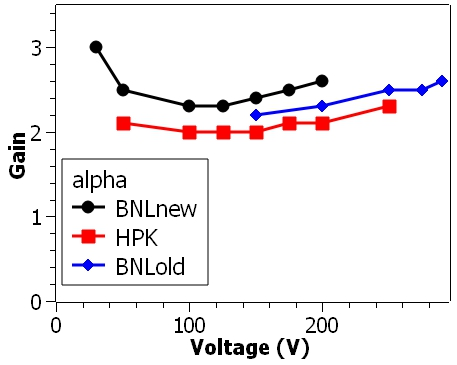 3
2
1
0
Gain
alpha
BNLnew
HPK
BNLold
0
100
200
Voltage (V)